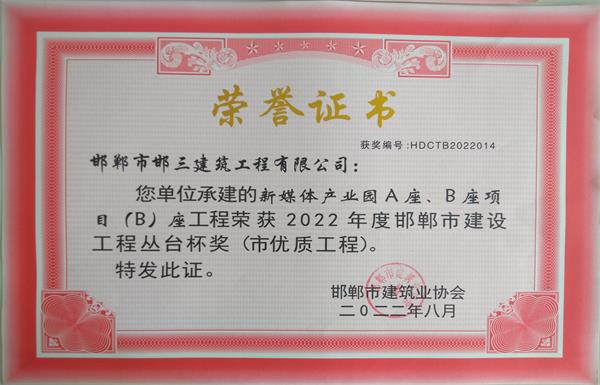 荣誉证书
获奖编号:HDCTB2022014
邯郸市邯三建筑工程有限公司:
您单位承建的新媒体产业园A座、B座项
目(B)座工程荣获2022年度邯郸市建设
工程丛台杯奖(市优质工程)。
特发此证。
邯郸市建筑业协会
二0二二年八月